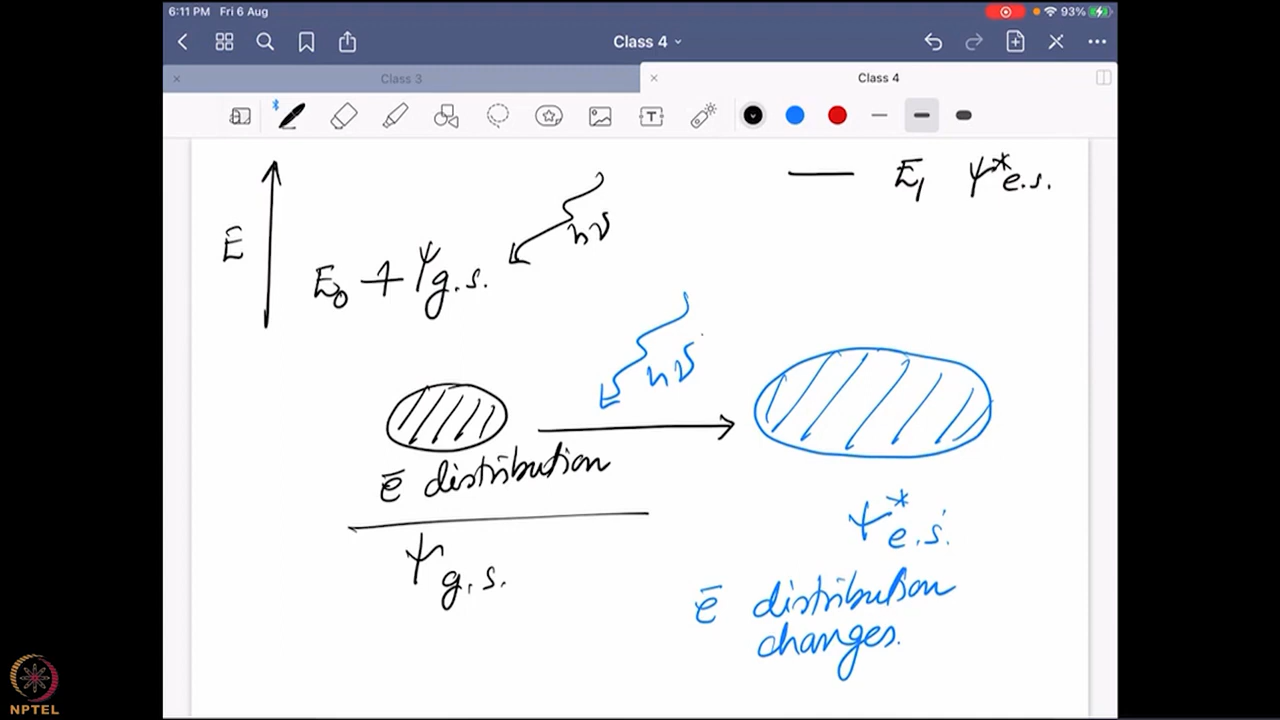 6:11 PM Fri 6 Aug
93%
Class 4
Class 3
Class 4
E
E₀
ψg.s.
hν
E₁ ψ*e.s.
hν
ē distribution
ψg.s.
ψ*e.s.
ē distribution
changes.
NPTEL